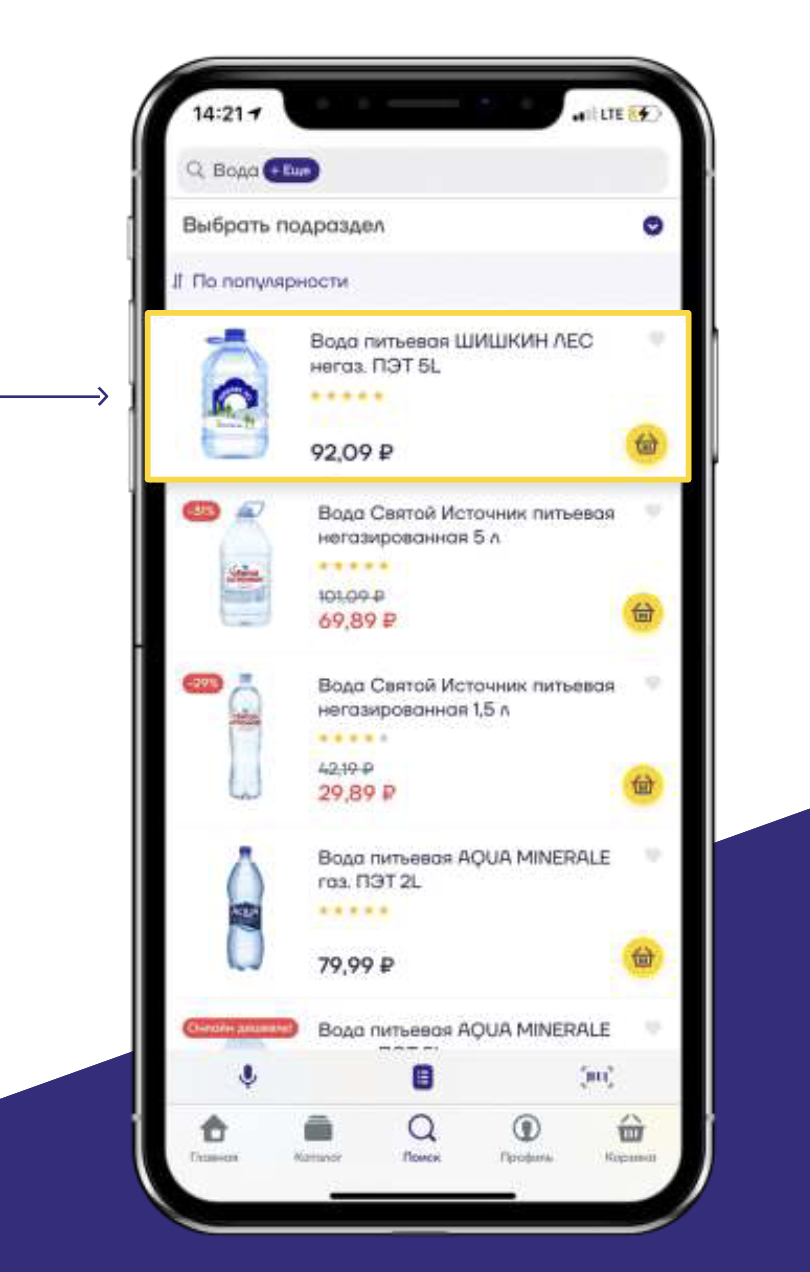 14:21
LTE
Вода + Еще
Выбрать подраздел
По популярности
Вода питьевая ШИШКИН ЛЕС
негаз. ПЭТ 5L
92,09 ₽
-31%
Вода Святой Источник питьевая
негазированная 5 л
101,09 ₽
69,89 ₽
-29%
Вода Святой Источник питьевая
негазированная 1,5 л
42,19 ₽
29,89 ₽
Вода питьевая AQUA MINERALE
газ. ПЭТ 2L
AQUA
79,99 ₽
Онлайн дешевле!
Вода питьевая AQUA MINERALE
Главная
Каталог
Поиск
Профиль
Корзина